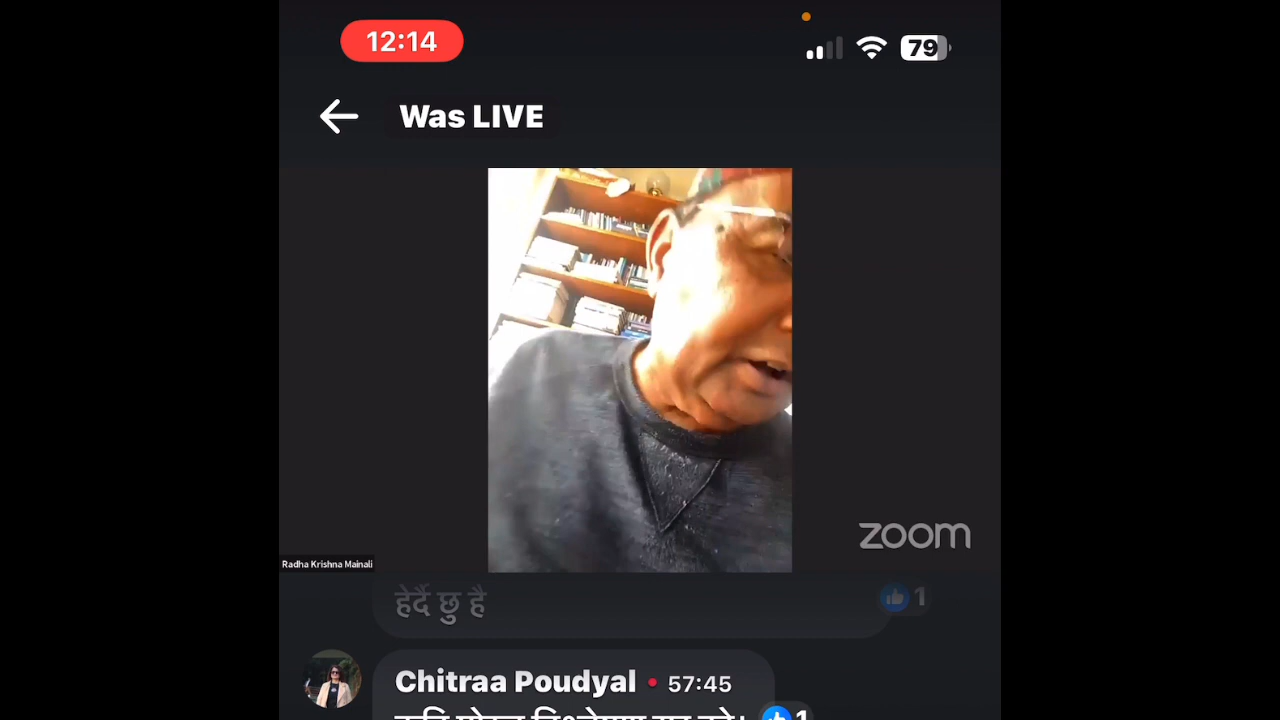 12:14
79
Was LIVE
zoom
Radha Krishna Mainali
हेर्दै छु है
1
Chitraa Poudyal • 57:45
1